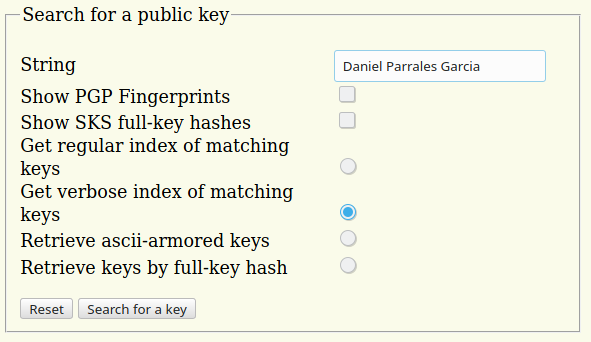 Search for a public key
String
Daniel Parrales Garcia
Show PGP Fingerprints
Show SKS full-key hashes
Get regular index of matching
keys
Get verbose index of matching
keys
Retrieve ascii-armored keys
Retrieve keys by full-key hash
Reset
Search for a key